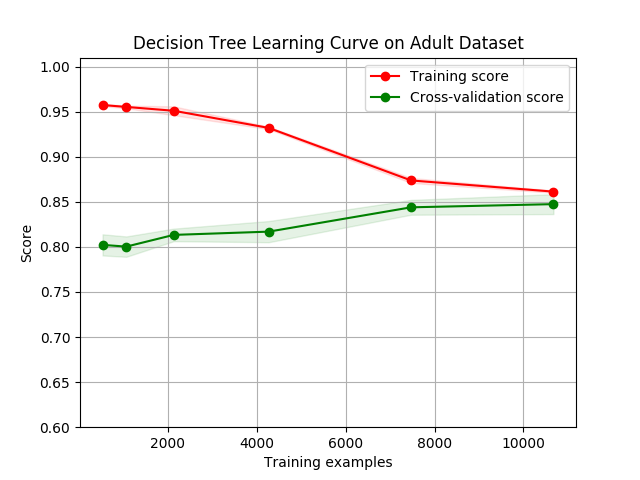 Decision Tree Learning Curve on Adult Dataset
Training score
Cross-validation score
1.00
0.95
0.90
0.85
0.80
0.75
0.70
0.65
0.60
Score
2000 4000 6000 8000 10000
Training examples